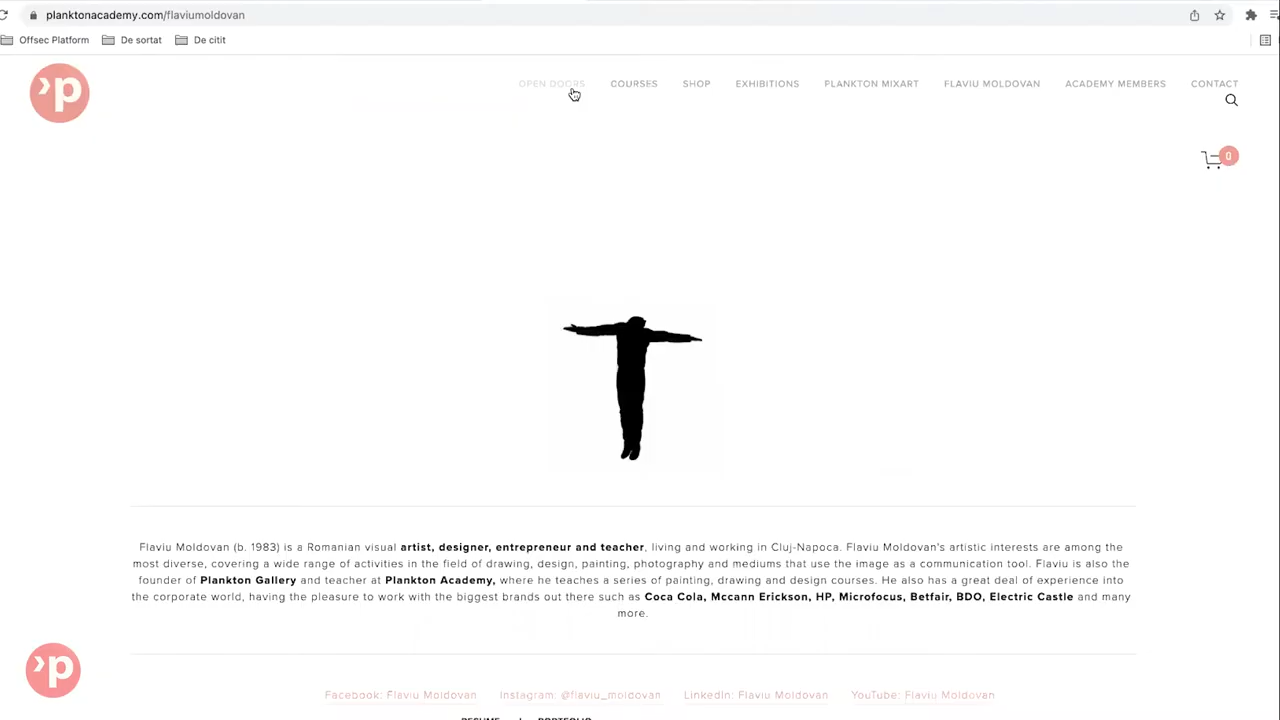 planktonacademy.com/flaviumoldovan
Offsec Platform De sortat De citit
p OPEN DOORS COURSES SHOP EXHIBITIONS PLANKTON MIXART FLAVIU MOLDOVAN ACADEMY MEMBERS CONTACT
0
Flaviu Moldovan (b. 1983) is a Romanian visual artist, designer, entrepreneur and teacher, living and working in Cluj-Napoca. Flaviu Moldovan's artistic interests are among the
most diverse, covering a wide range of activities in the field of drawing, design, painting, photography and mediums that use the image as a communication tool. Flaviu is also the
founder of Plankton Gallery and teacher at Plankton Academy, where he teaches a series of painting, drawing and design courses. He also has a great deal of experience into
the corporate world, having the pleasure to work with the biggest brands out there such as Coca Cola, Mccann Erickson, HP, Microfocus, Betfair, BDO, Electric Castle and many
more.
p
Facebook: Flaviu Moldovan Instagram: @flaviu_moldovan LinkedIn: Flaviu Moldovan YouTube: Flaviu Moldovan